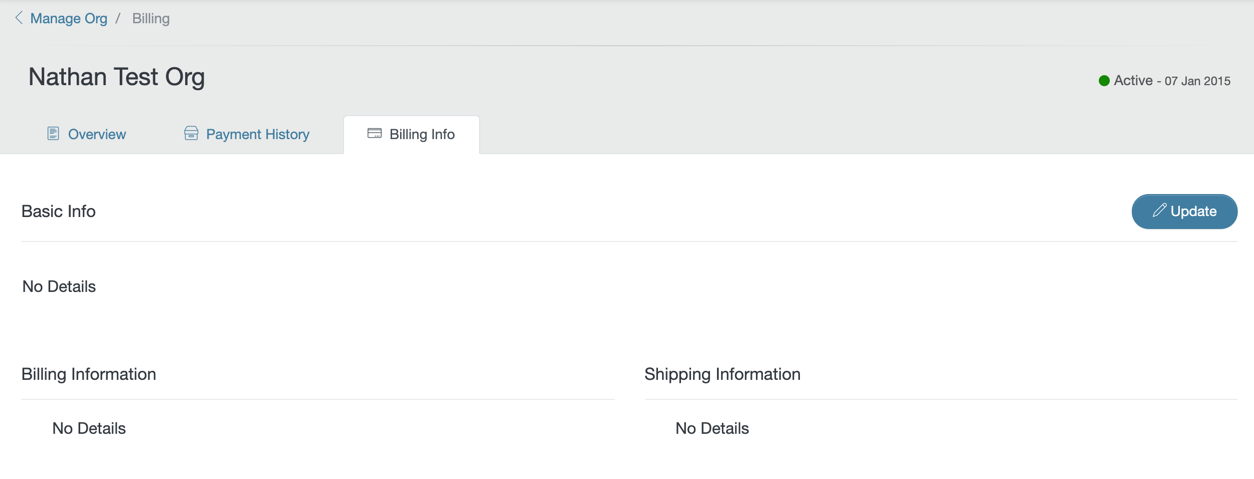 Manage Org / Billing
Nathan Test Org
Active - 07 Jan 2015
Overview
Payment History
Billing Info
Basic Info
Update
No Details
Billing Information
Shipping Information
No Details
No Details